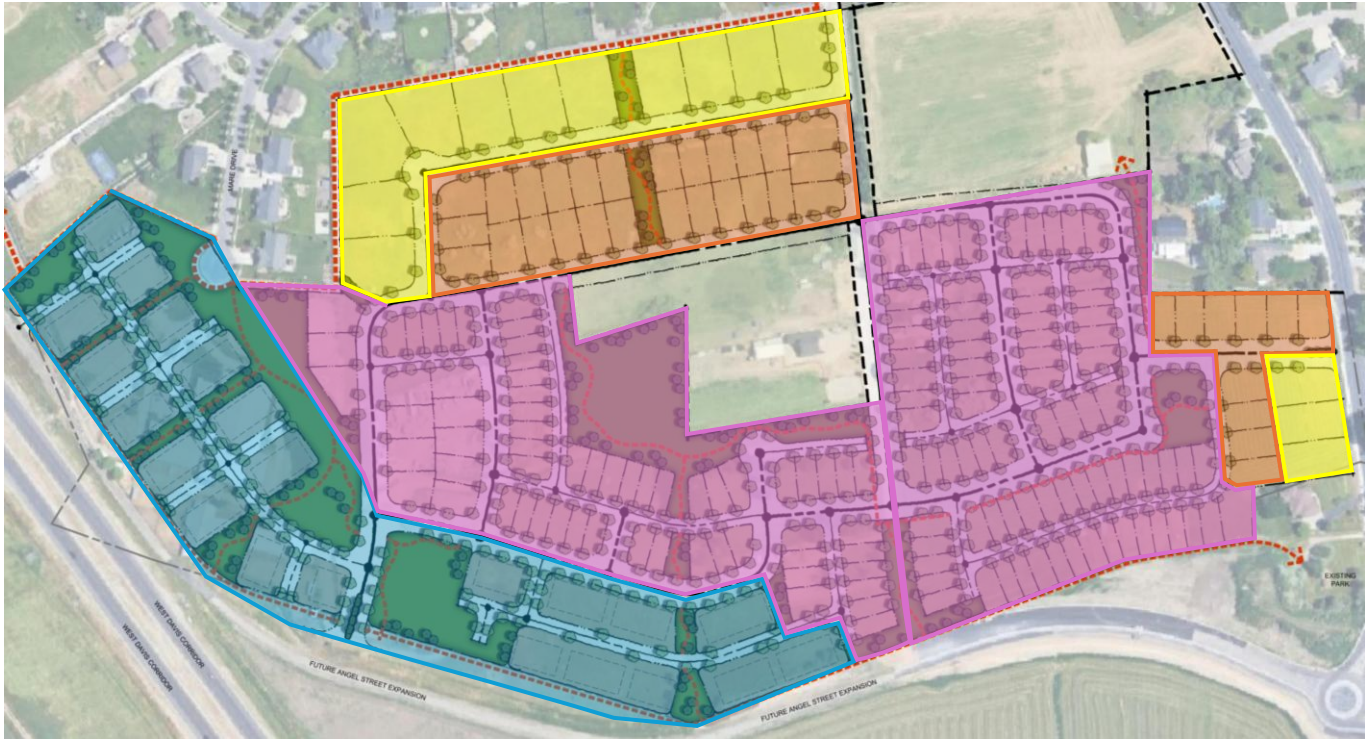 MARE DRIVE
WEST DAVIS CORRIDOR
WEST DAVIS CORRIDOR
FUTURE ANGEL STREET EXPANSION
FUTURE ANGEL STREET EXPANSION
EXISTING
PARK